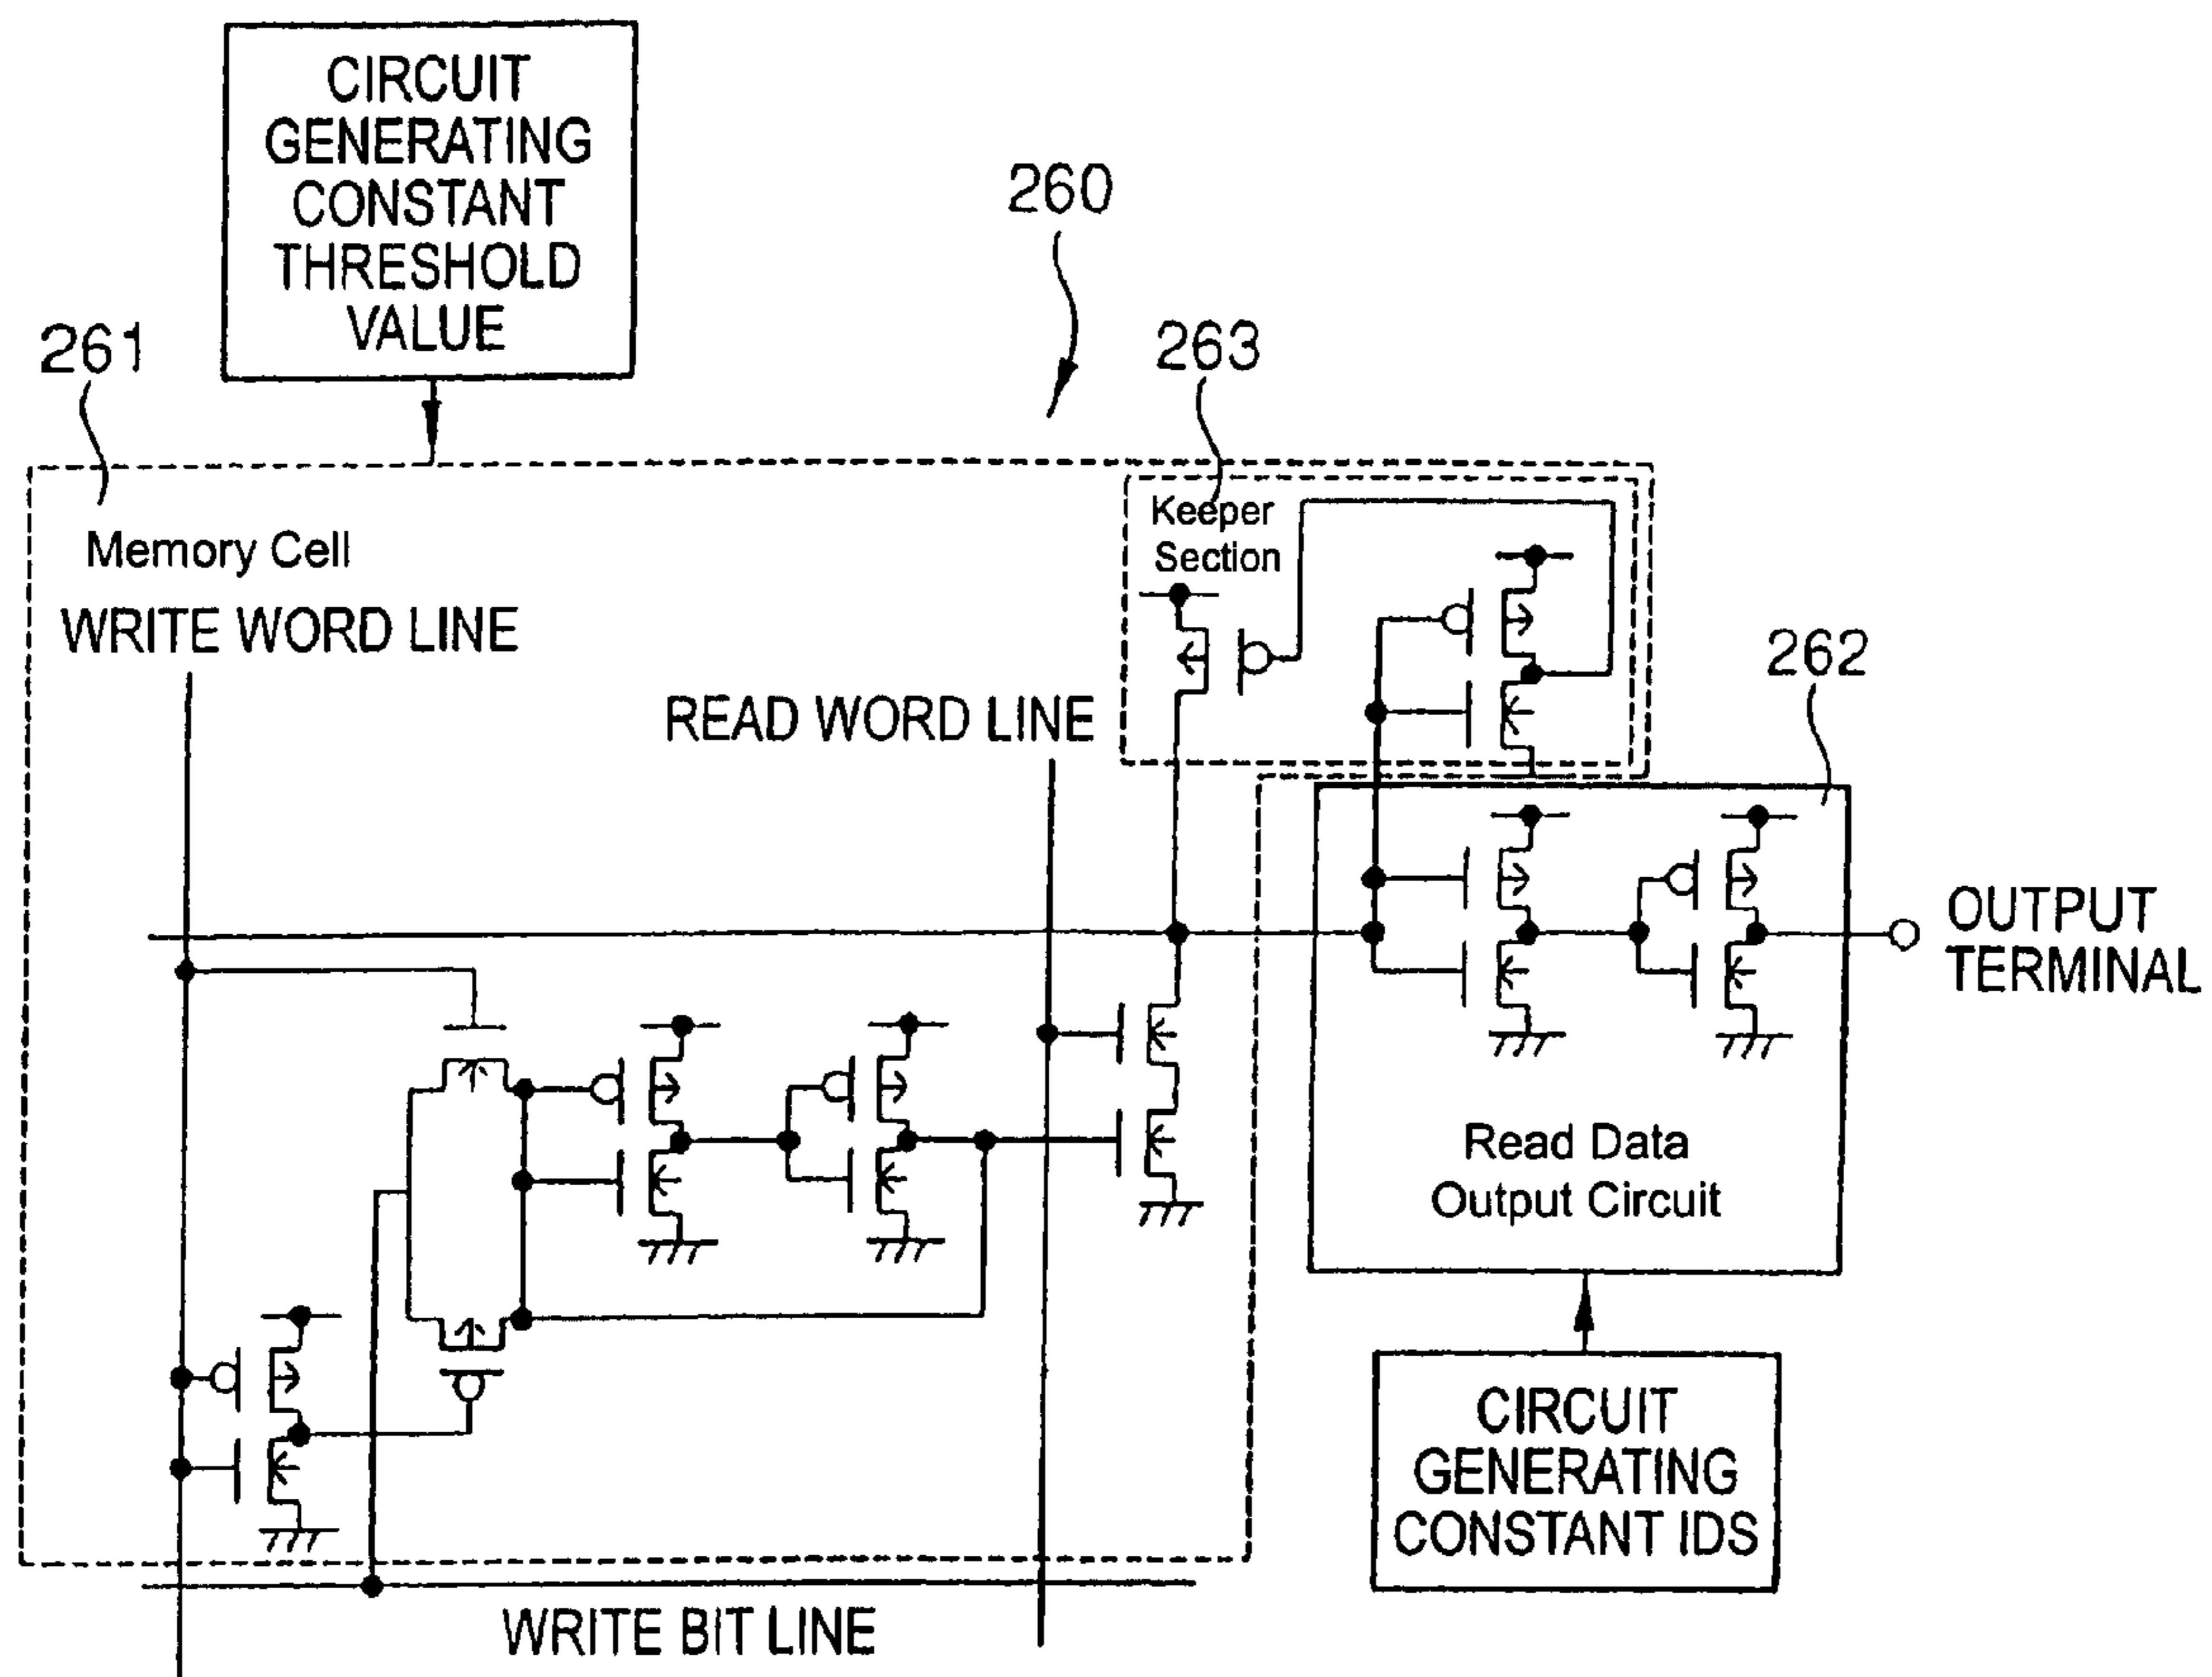 CIRCUIT
GENERATING
CONSTANT
THRESHOLD
VALUE
260
261
263
Keeper
Section
Memory Cell
WRITE WORD LINE
262
READ WORD LINE
OUTPUT
TERMINAL
Read Data
Output Circuit
CIRCUIT
GENERATING
CONSTANT IDS
WRITE BIT LINE